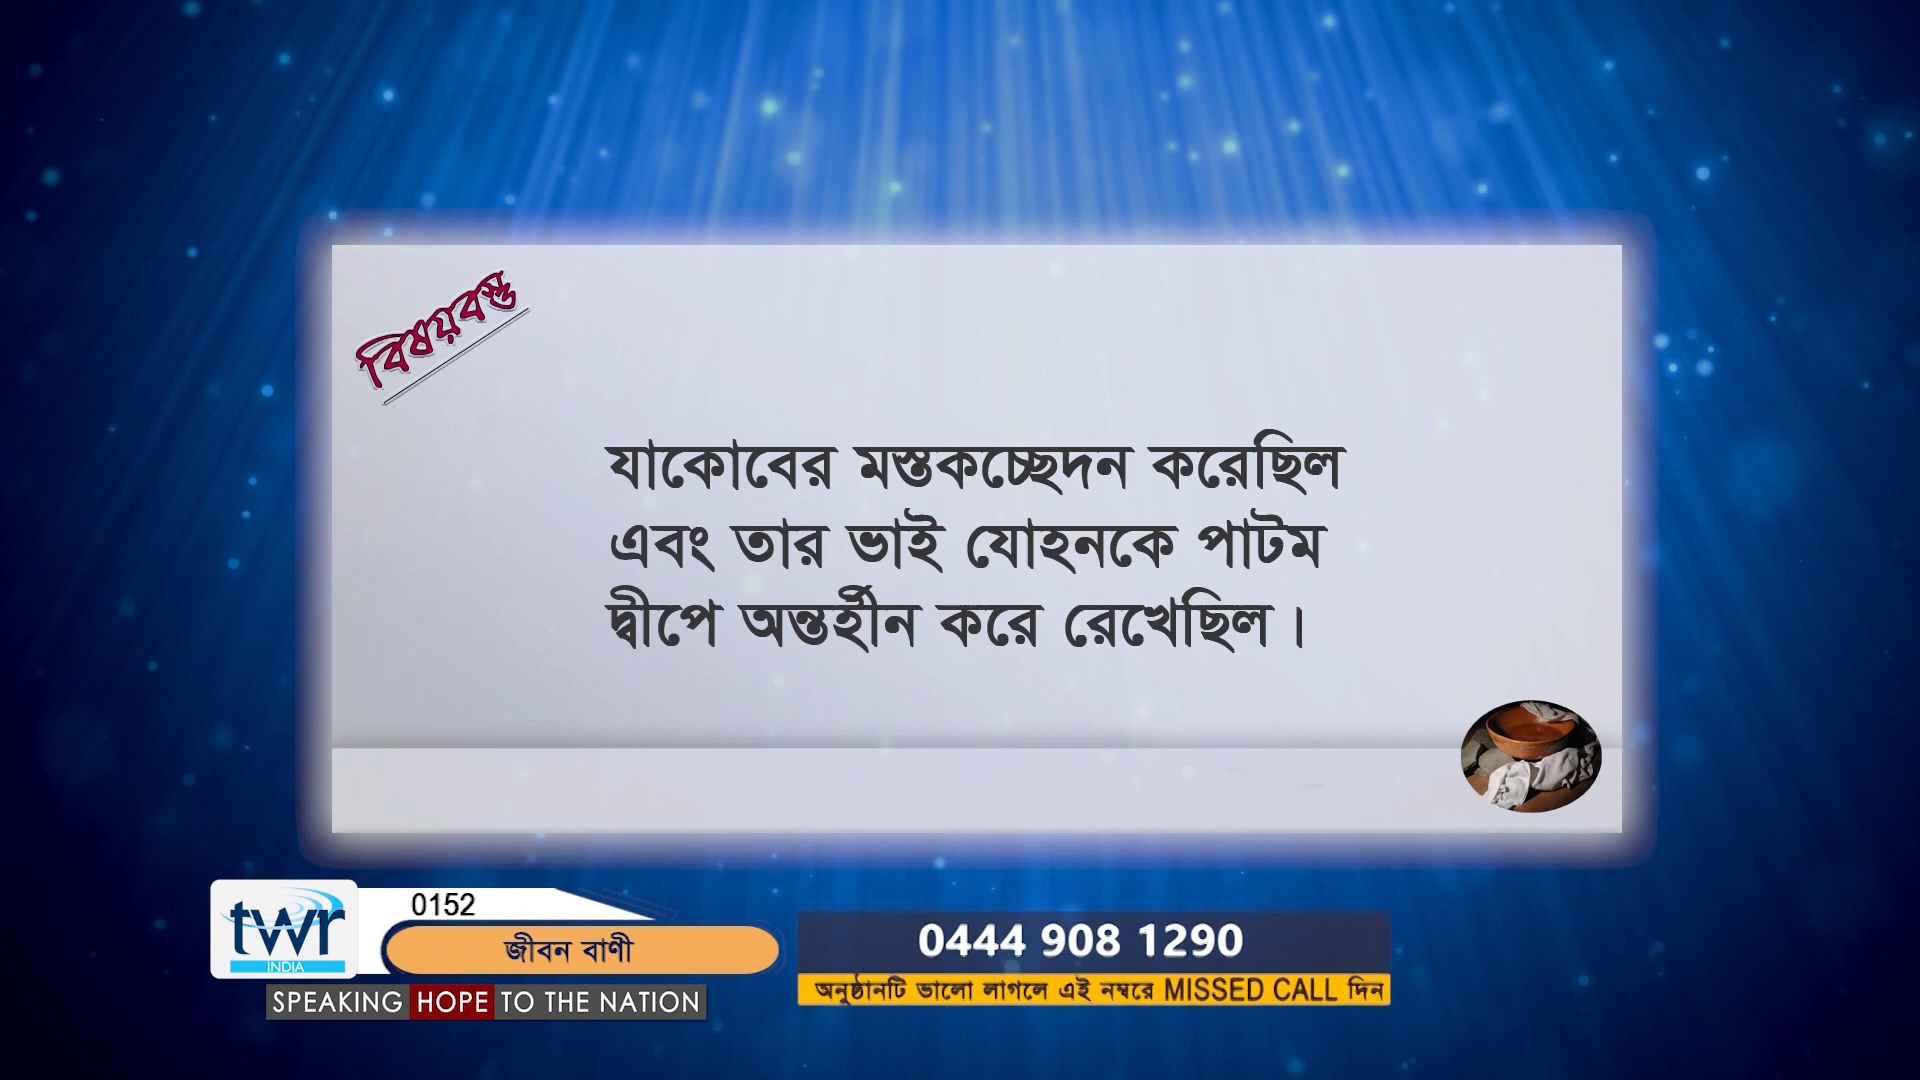 বিষয়বস্তু
যাকোবের মস্তকচ্ছেদন করেছিল
এবং তার ভাই যোহনকে পাটম
দ্বীপে অন্তর্হীন করে রেখেছিল।
twr
INDIA
0152
জীবন বাণী
SPEAKING HOPE TO THE NATION
0444 908 1290
অনুষ্ঠানটি ভালো লাগলে এই নম্বরে MISSED CALL দিন